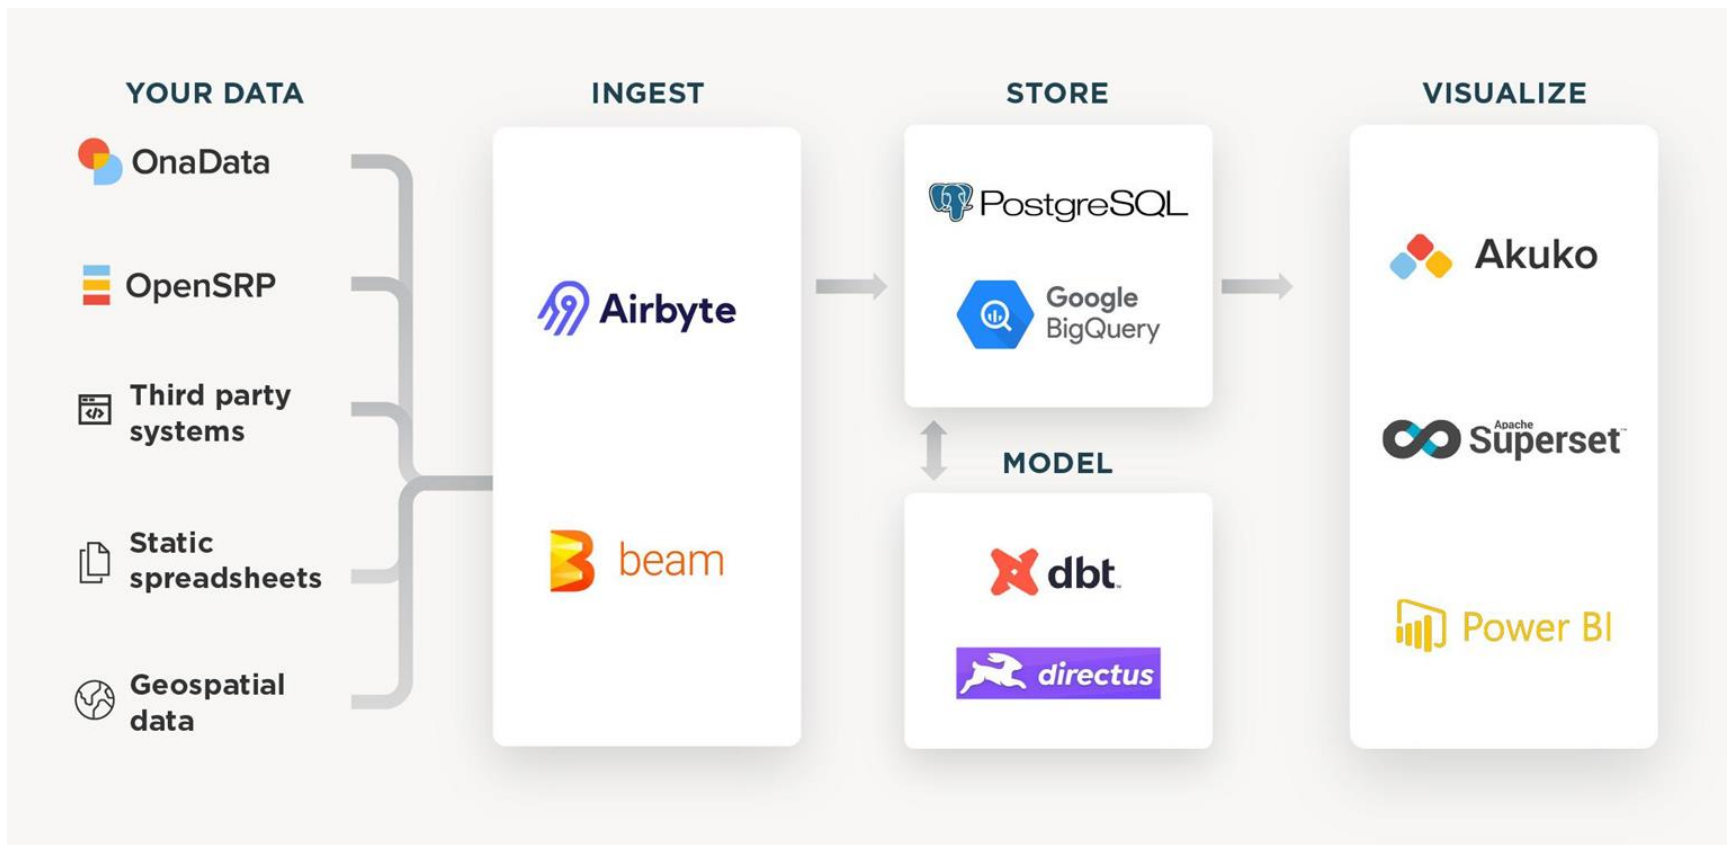 YOUR DATA
OnaData
OpenSRP
Third party
systems
Static
spreadsheets
Geospatial
data
INGEST
Airbyte
beam
STORE
PostgreSQL
Google
BigQuery
MODEL
dbt
directus
VISUALIZE
Akuko
Apache
Superset™
Power BI